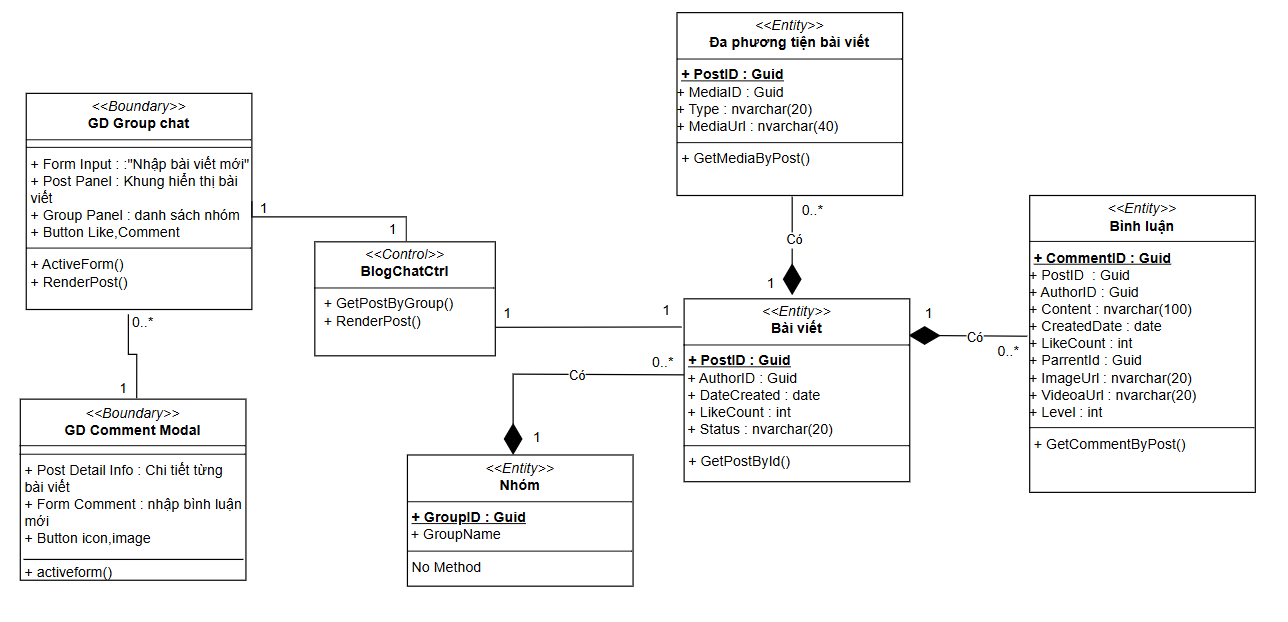 <<Entity>>
Đa phương tiện bài viết
+ PostID : Guid
+ MediaID : Guid
+ Type : nvarchar(20)
+ MediaUrl : nvarchar(40)
+ GetMediaByPost()
0..*
Có
1
<<Boundary>>
GD Group chat
+ Form Input : :"Nhập bài viết mới"
+ Post Panel : Khung hiển thị bài
viết
+ Group Panel : danh sách nhóm
+ Button Like,Comment
+ ActiveForm()
+ RenderPost()
1
1
0..*
1
<<Control>>
BlogChatCtrl
+ GetPostByGroup()
+ RenderPost()
1
1
<<Entity>>
Bài viết
+ PostID : Guid
+ AuthorID : Guid
+ DateCreated : date
+ LikeCount : int
+ Status : nvarchar(20)
+ GetPostById()
1
Có
0..*
<<Entity>>
Bình luận
+ CommentID : Guid
+ PostID  : Guid
+ AuthorID : Guid
+ Content : nvarchar(100)
+ CreatedDate : date
+ LikeCount : int
+ ParrentId : Guid
+ ImageUrl : nvarchar(20)
+ VideoaUrl : nvarchar(20)
+ Level : int
+ GetCommentByPost()
0..*
Có
1
<<Boundary>>
GD Comment Modal
+ Post Detail Info : Chi tiết từng
bài viết
+ Form Comment : nhập bình luận
mới
+ Button icon,image
+ activeform()
<<Entity>>
Nhóm
+ GroupID : Guid
+ GroupName
No Method